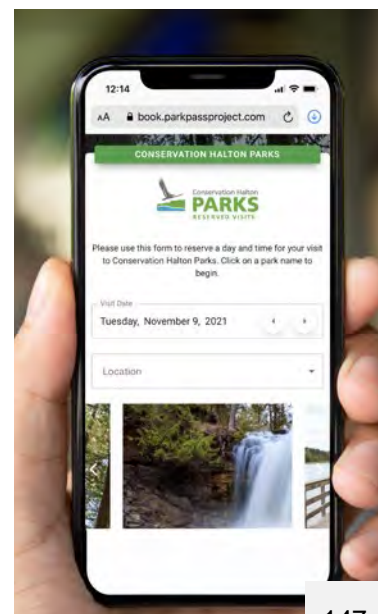 12:14
AA book.parkpassproject.com
CONSERVATION HALTON PARKS
Conservation Halton
PARKS
RESERVED VISITS
Please use this form to reserve a day and time for your visit
to Conservation Halton Parks. Click on a park name to
begin.
Visit Date
Tuesday, November 9, 2021
Location